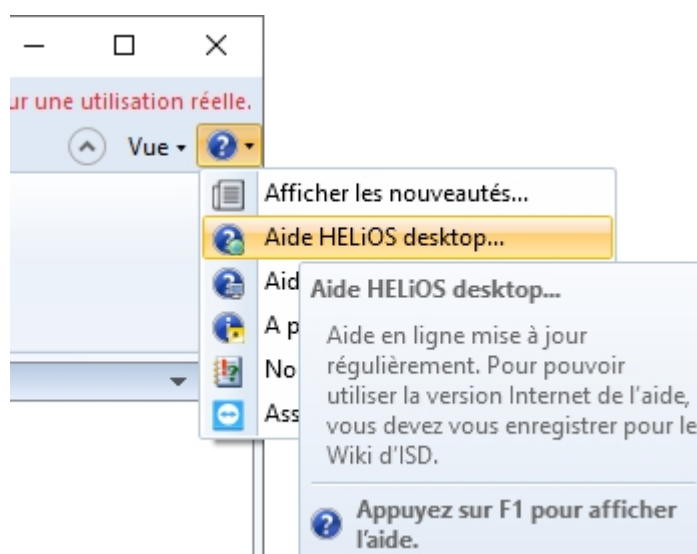 ur une utilisation réelle.
Vue
Afficher les nouveautés...
Aide HELiOS desktop...
Aid
A p
No
Ass
Aide HELiOS desktop...
Aide en ligne mise à jour
régulièrement. Pour pouvoir
utiliser la version Internet de l'aide,
vous devez vous enregistrer pour le
Wiki d'ISD.
Appuyez sur F1 pour afficher
l'aide.